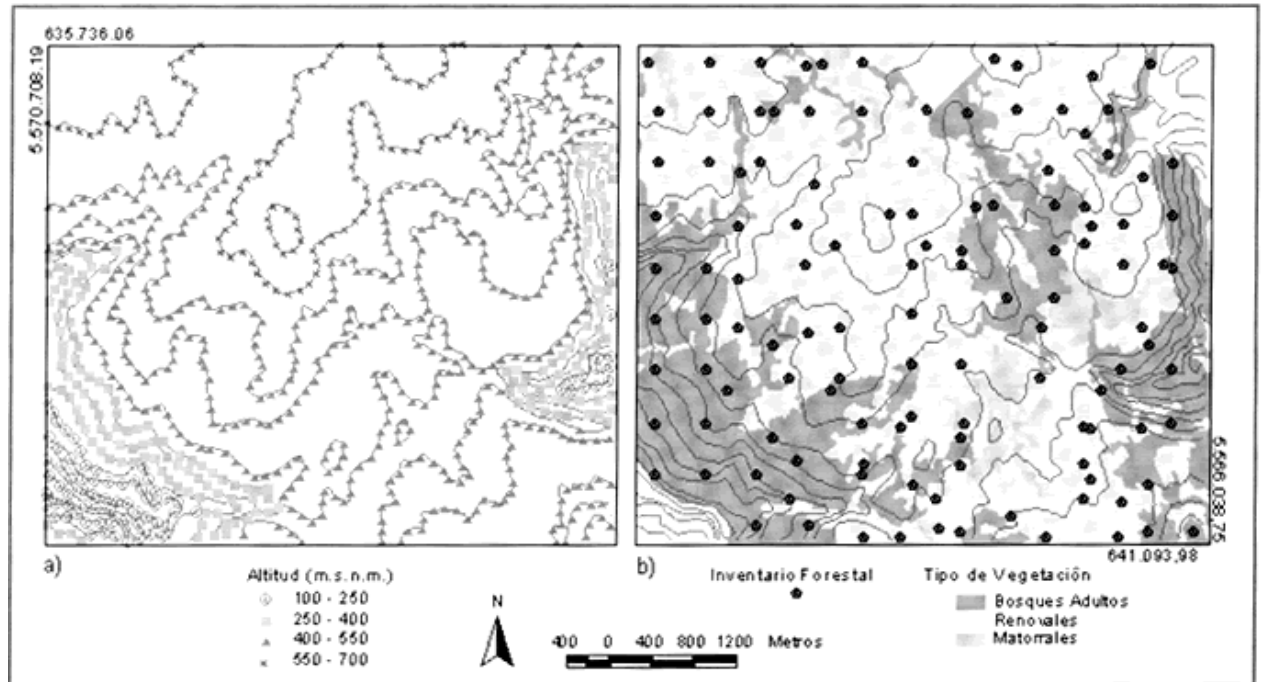 635.736.06
5.570.708.19
5.566.038,75
641.093,98
a)
b)
Altitud (m.s.n.m.)
100 - 250
250 - 400
400 - 550
550 - 700
N
400 0 400 800 1200 Metros
Inventario Forestal
Tipo de Vegetación
Bosques Adultos
Renovales
Matorrales